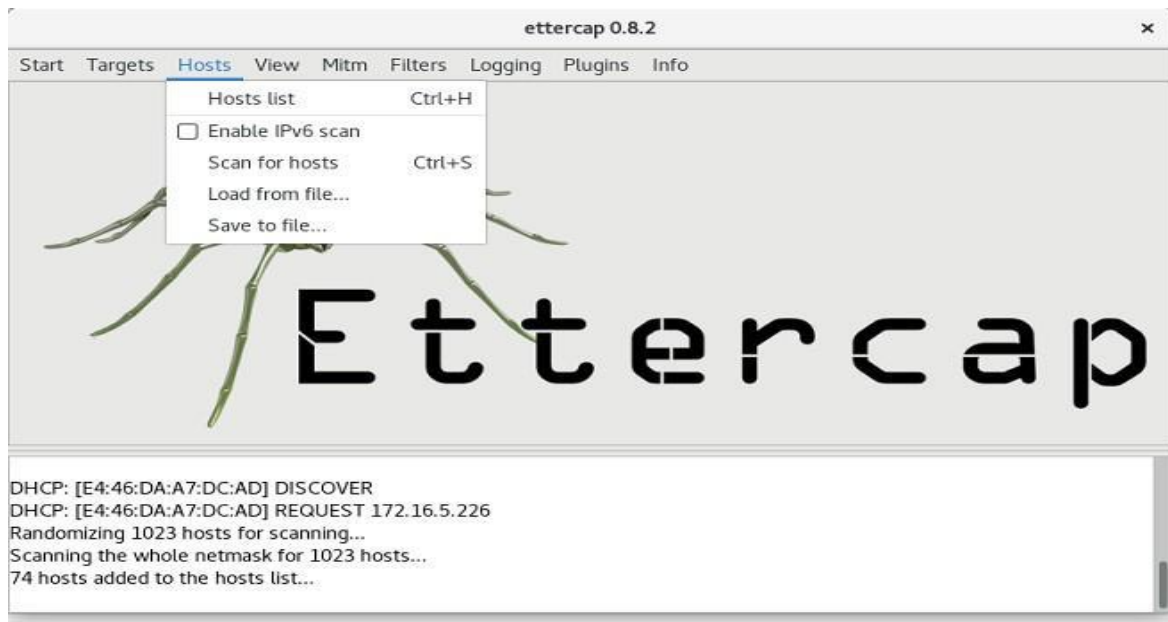 ettercap 0.8.2 ×
Start Targets Hosts View Mitm Filters Logging Plugins Info
Hosts list Ctrl+H
Enable IPv6 scan
Scan for hosts Ctrl+S
Load from file...
Save to file...
Ettercap
DHCP: [E4:46:DA:A7:DC:AD] DISCOVER
DHCP: [E4:46:DA:A7:DC:AD] REQUEST 172.16.5.226
Randomizing 1023 hosts for scanning...
Scanning the whole netmask for 1023 hosts...
74 hosts added to the hosts list...